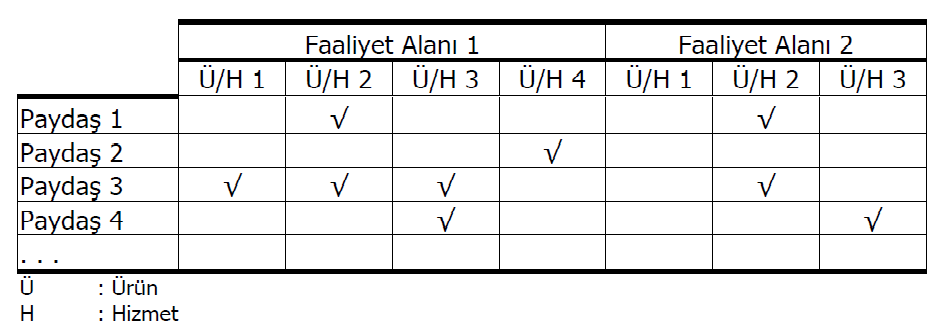 Faaliyet Alanı 1 Faaliyet Alanı 2
Ü/H 1 Ü/H 2 Ü/H 3 Ü/H 4 Ü/H 1 Ü/H 2 Ü/H 3
Paydaş 1 √ √
Paydaş 2 √
Paydaş 3 √ √ √ √
Paydaş 4 √ √
. . .
Ü : Ürün
H : Hizmet